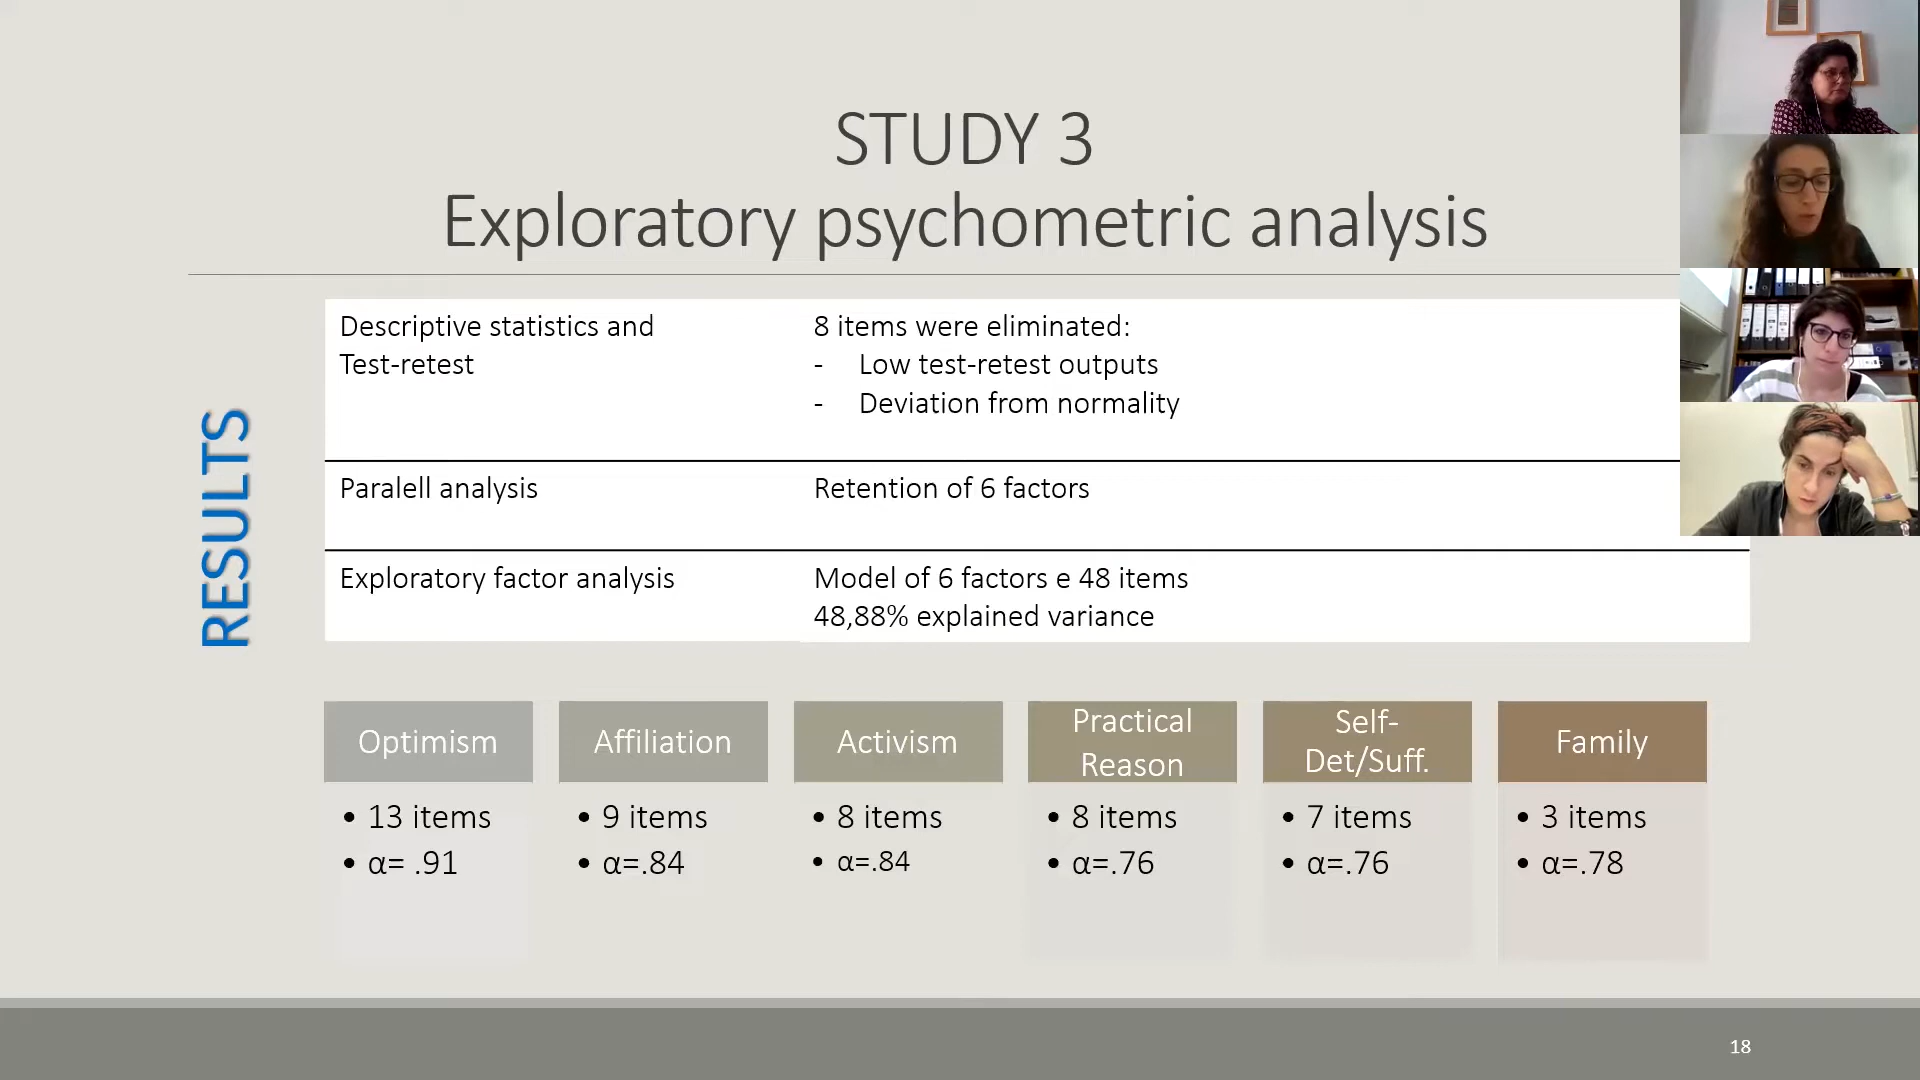 STUDY 3
Exploratory psychometric analysis
RESULTS
Descriptive statistics and
Test-retest
8 items were eliminated:
- Low test-retest outputs
- Deviation from normality
Paralell analysis
Retention of 6 factors
Exploratory factor analysis
Model of 6 factors e 48 items
48,88% explained variance
Optimism
• 13 items
• α= .91
Affiliation
• 9 items
• α=.84
Activism
• 8 items
• α=.84
Practical
Reason
• 8 items
• α=.76
Self-
Det/Suff.
• 7 items
• α=.76
Family
• 3 items
• α=.78
18